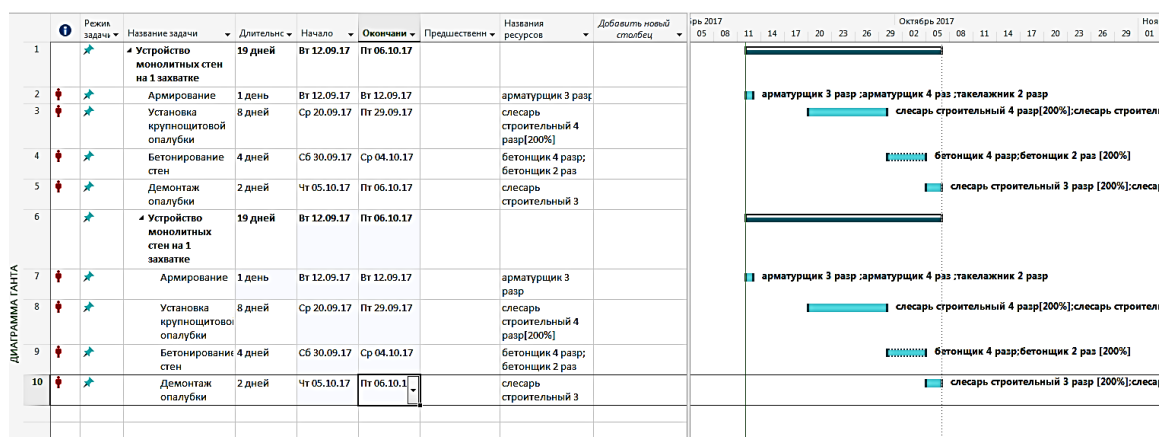 Режим задачи Название задачи Длительнс Начало Окончани Предшественн Названия ресурсов Добавить новый столбец
рь 2017 Октябрь 2017 Ноя
05 08 11 14 17 20 23 26 29 02 05 08 11 14 17 20 23 26 29 01
1 Устройство монолитных стен на 1 захватке 19 дней Вт 12.09.17 Пт 06.10.17
2 Армирование 1 день Вт 12.09.17 Вт 12.09.17 арматурщик 3 разр арматурщик 3 разр ;арматурщик 4 раз ;такелажник 2 разр
3 Установка крупнощитовой опалубки 8 дней Ср 20.09.17 Пт 29.09.17 слесарь строительный 4 разр[200%] слесарь строительный 4 разр[200%];слесарь строител
4 Бетонирование стен 4 дней Сб 30.09.17 Ср 04.10.17 бетонщик 4 разр; бетонщик 2 раз бетонщик 4 разр;бетонщик 2 раз [200%]
5 Демонтаж опалубки 2 дней Чт 05.10.17 Пт 06.10.17 слесарь строительный 3 слесарь строительный 3 разр [200%];слеса
6 Устройство монолитных стен на 1 захватке 19 дней Вт 12.09.17 Пт 06.10.17
7 Армирование 1 день Вт 12.09.17 Вт 12.09.17 арматурщик 3 разр арматурщик 3 разр ;арматурщик 4 раз ;такелажник 2 разр
8 Установка крупнощитовой опалубки 8 дней Ср 20.09.17 Пт 29.09.17 слесарь строительный 4 разр[200%] слесарь строительный 4 разр[200%];слесарь строител
9 Бетонирование стен 4 дней Сб 30.09.17 Ср 04.10.17 бетонщик 4 разр; бетонщик 2 раз бетонщик 4 разр;бетонщик 2 раз [200%]
10 Демонтаж опалубки 2 дней Чт 05.10.17 Пт 06.10.1 слесарь строительный 3 слесарь строительный 3 разр [200%];слеса
ДИАГРАММА ГАНТА